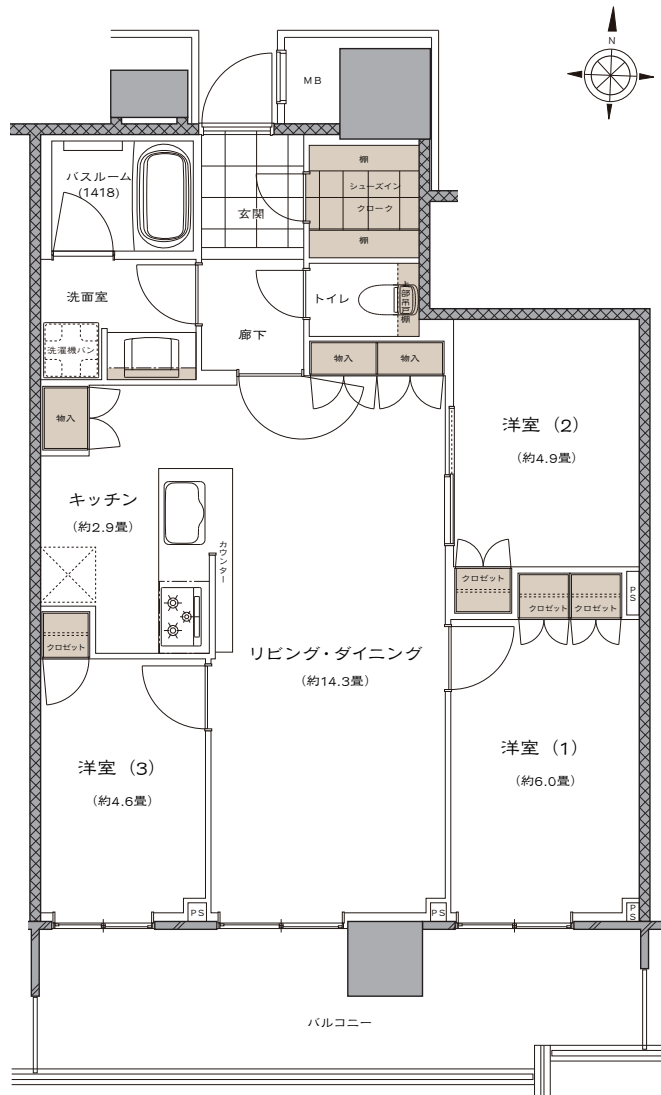 N
MB
棚
バスルーム
(1418)
シューズイン
クローク
玄関
棚
洗面室
トイレ
上部吊戸棚
廊下
洗濯機パン
物入
物入
物入
洋室（2）
（約4.9畳）
キッチン
（約2.9畳）
カウンター
クロゼット
クロゼット
クロゼット
PS
クロゼット
リビング・ダイニング
（約14.3畳）
洋室（3）
（約4.6畳）
洋室（1）
（約6.0畳）
PS
PS
PS
バルコニー